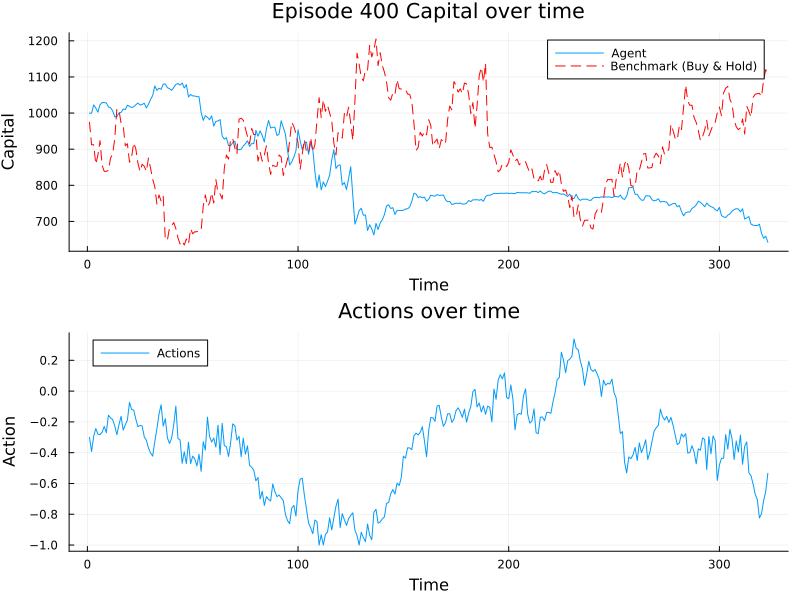 Episode 400 Capital over time
1200
1100
1000
900
800
700
Capital
Agent
Benchmark (Buy & Hold)
0
100
200
300
Time
Actions over time
0.2
0.0
−0.2
−0.4
−0.6
−0.8
−1.0
Action
Actions
0
100
200
300
Time